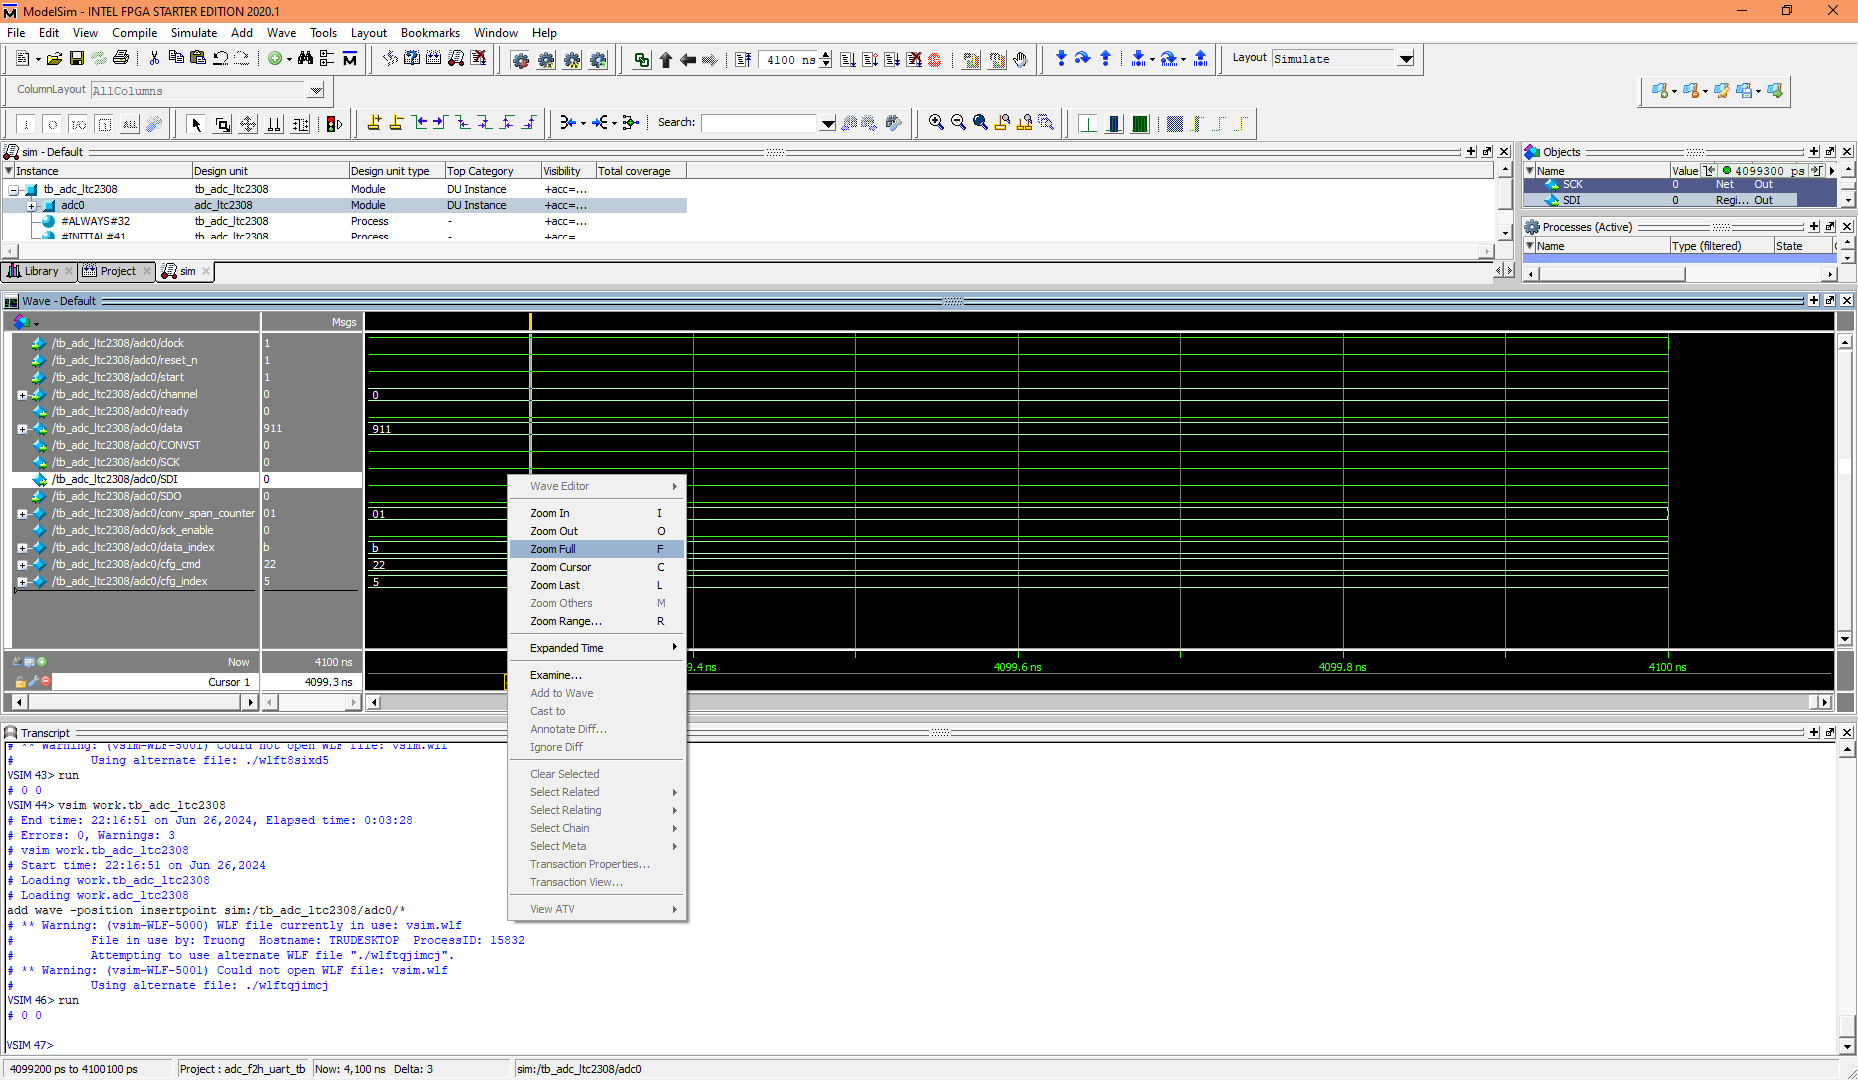 ModelSim - INTEL FPGA STARTER EDITION 2020.1
File Edit View Compile Simulate Add Wave Tools Layout Bookmarks Window Help
4100 ns
Layout Simulate
ColumnLayout AllColumns
Search:
sim - Default
Instance Design unit Design unit type Top Category Visibility Total coverage
tb_adc_ltc2308 tb_adc_ltc2308 Module DU Instance +acc=...
adc0 adc_ltc2308 Module DU Instance +acc=...
#ALWAYS#32 tb_adc_ltc2308 Process - +acc=...
#INITIAL#41 tb_adc_ltc2308 Process - +acc=
Library Project sim
Objects
Name Value 4099300 ps
SCK 0 Net Out
SDI 0 Regi... Out
Processes (Active)
Name Type (filtered) State
Wave - Default
Msgs
/tb_adc_ltc2308/adc0/clock 1
/tb_adc_ltc2308/adc0/reset_n 1
/tb_adc_ltc2308/adc0/start 1
/tb_adc_ltc2308/adc0/channel 0 0
/tb_adc_ltc2308/adc0/ready 0
/tb_adc_ltc2308/adc0/data 911 911
/tb_adc_ltc2308/adc0/CONVST 0
/tb_adc_ltc2308/adc0/SCK 0
/tb_adc_ltc2308/adc0/SDI 0
/tb_adc_ltc2308/adc0/SDO 0
/tb_adc_ltc2308/adc0/conv_span_counter 01 01
/tb_adc_ltc2308/adc0/sck_enable 0
/tb_adc_ltc2308/adc0/data_index b b
/tb_adc_ltc2308/adc0/cfg_cmd 22 22
/tb_adc_ltc2308/adc0/cfg_index 5 5
Now 4100 ns
9.4 ns 4099.6 ns 4099.8 ns 4100 ns
Cursor 1 4099.3 ns
Wave Editor
Zoom In I
Zoom Out O
Zoom Full F
Zoom Cursor C
Zoom Last L
Zoom Others M
Zoom Range... R
Expanded Time
Examine...
Add to Wave
Cast to
Annotate Diff...
Ignore Diff
Clear Selected
Select Related
Select Relating
Select Chain
Select Meta
Transaction Properties...
Transaction View...
View ATV
Transcript
# ** Warning: (vsim-WLF-5001) Could not open WLF file: vsim.wlf
# Using alternate file: ./wlft8sixd5
VSIM 43> run
# 0 0
VSIM 44> vsim work.tb_adc_ltc2308
# End time: 22:16:51 on Jun 26,2024, Elapsed time: 0:03:28
# Errors: 0, Warnings: 3
# vsim work.tb_adc_ltc2308
# Start time: 22:16:51 on Jun 26,2024
# Loading work.tb_adc_ltc2308
# Loading work.adc_ltc2308
add wave -position insertpoint sim:/tb_adc_ltc2308/adc0/*
# ** Warning: (vsim-WLF-5000) WLF file currently in use: vsim.wlf
# File in use by: Truong Hostname: TRUDESKTOP ProcessID: 15832
# Attempting to use alternate WLF file "./wlftqjimcj".
# ** Warning: (vsim-WLF-5001) Could not open WLF file: vsim.wlf
# Using alternate file: ./wlftqjimcj
VSIM 46> run
# 0 0
VSIM 47>
4099200 ps to 4100100 ps Project : adc_f2h_uart_tb Now: 4,100 ns Delta: 3 sim:/tb_adc_ltc2308/adc0